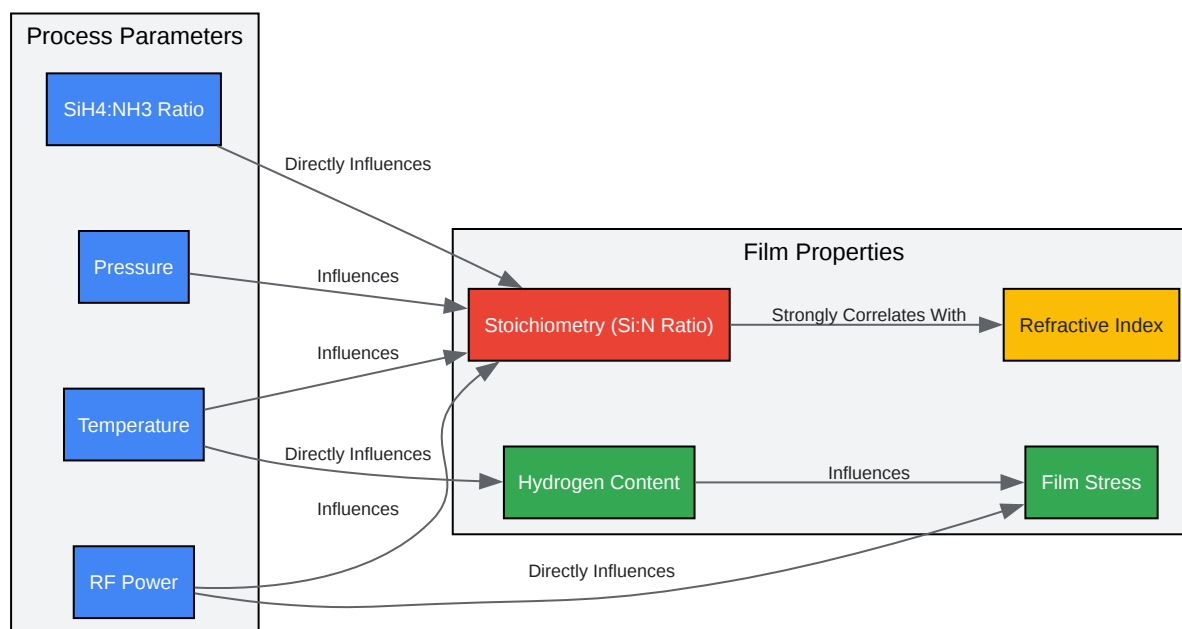 Process Parameters
SiH4:NH3 Ratio
Directly Influences
Pressure
Influences
Film Properties
Stoichiometry (Si:N Ratio)
Strongly Correlates With
Refractive Index
Influences
Temperature
Directly Influences
Hydrogen Content
Influences
Film Stress
Influences
RF Power
Directly Influences